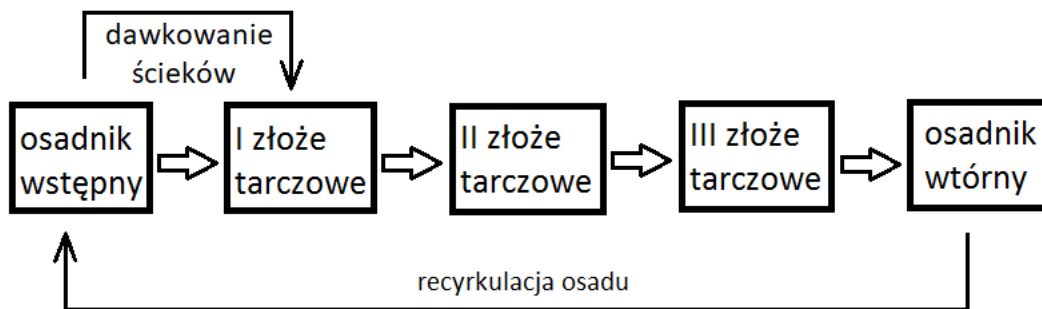 dawkowanie
ścieków
osadnik
wstępny
I złoże
tarczowe
II złoże
tarczowe
III złoże
tarczowe
osadnik
wtórny
recyrkulacja osadu